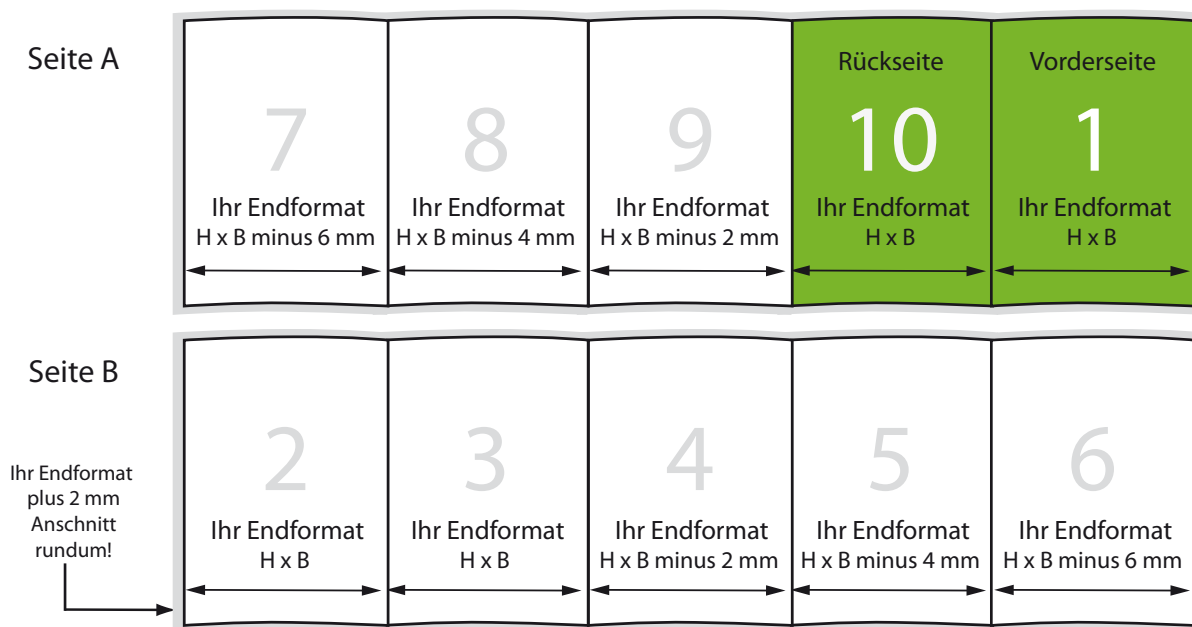 Seite A
Rückseite
Vorderseite
7
8
9
10
1
Ihr Endformat
H x B minus 6 mm
Ihr Endformat
H x B minus 4 mm
Ihr Endformat
H x B minus 2 mm
Ihr Endformat
H x B
Ihr Endformat
H x B
Seite B
2
3
4
5
6
Ihr Endformat
H x B
Ihr Endformat
H x B
Ihr Endformat
H x B minus 2 mm
Ihr Endformat
H x B minus 4 mm
Ihr Endformat
H x B minus 6 mm
Ihr Endformat
plus 2 mm
Anschnitt
rundum!